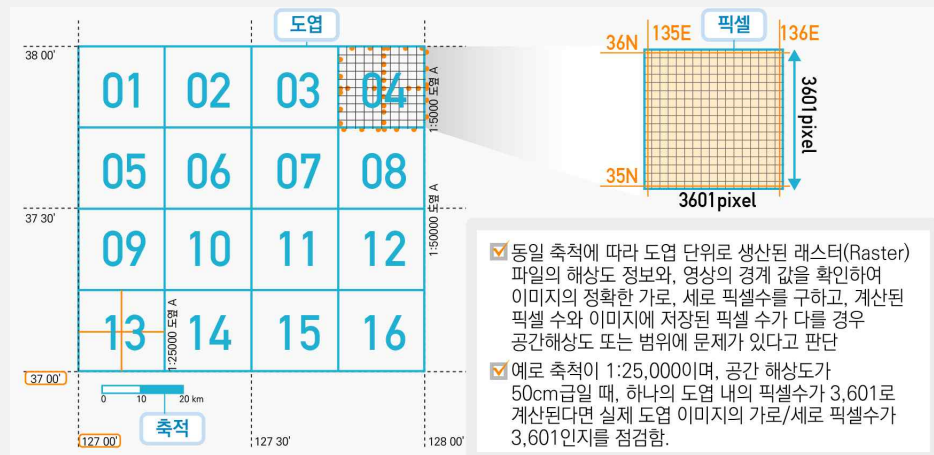 도엽
픽셀
38 00'
36N
135E
136E
01
02
03
04
1:5000 도엽 A
3601pixel
05
06
07
08
35N
3601pixel
37 30'
1:50000 도엽 A
09
10
11
12
13
1:25000 도엽 A
14
15
16
37 00'
0 10 20 km
축적
127 00'
127 30'
128 00'
동일 축척에 따라 도엽 단위로 생산된 래스터(Raster)
파일의 해상도 정보와, 영상의 경계 값을 확인하여
이미지의 정확한 가로, 세로 픽셀수를 구하고, 계산된
픽셀 수와 이미지에 저장된 픽셀 수가 다를 경우
공간해상도 또는 범위에 문제가 있다고 판단
예로 축척이 1:25,000이며, 공간 해상도가
50cm급일 때, 하나의 도엽 내의 픽셀수가 3,601로
계산된다면 실제 도엽 이미지의 가로/세로 픽셀수가
3,601인지를 점검함.